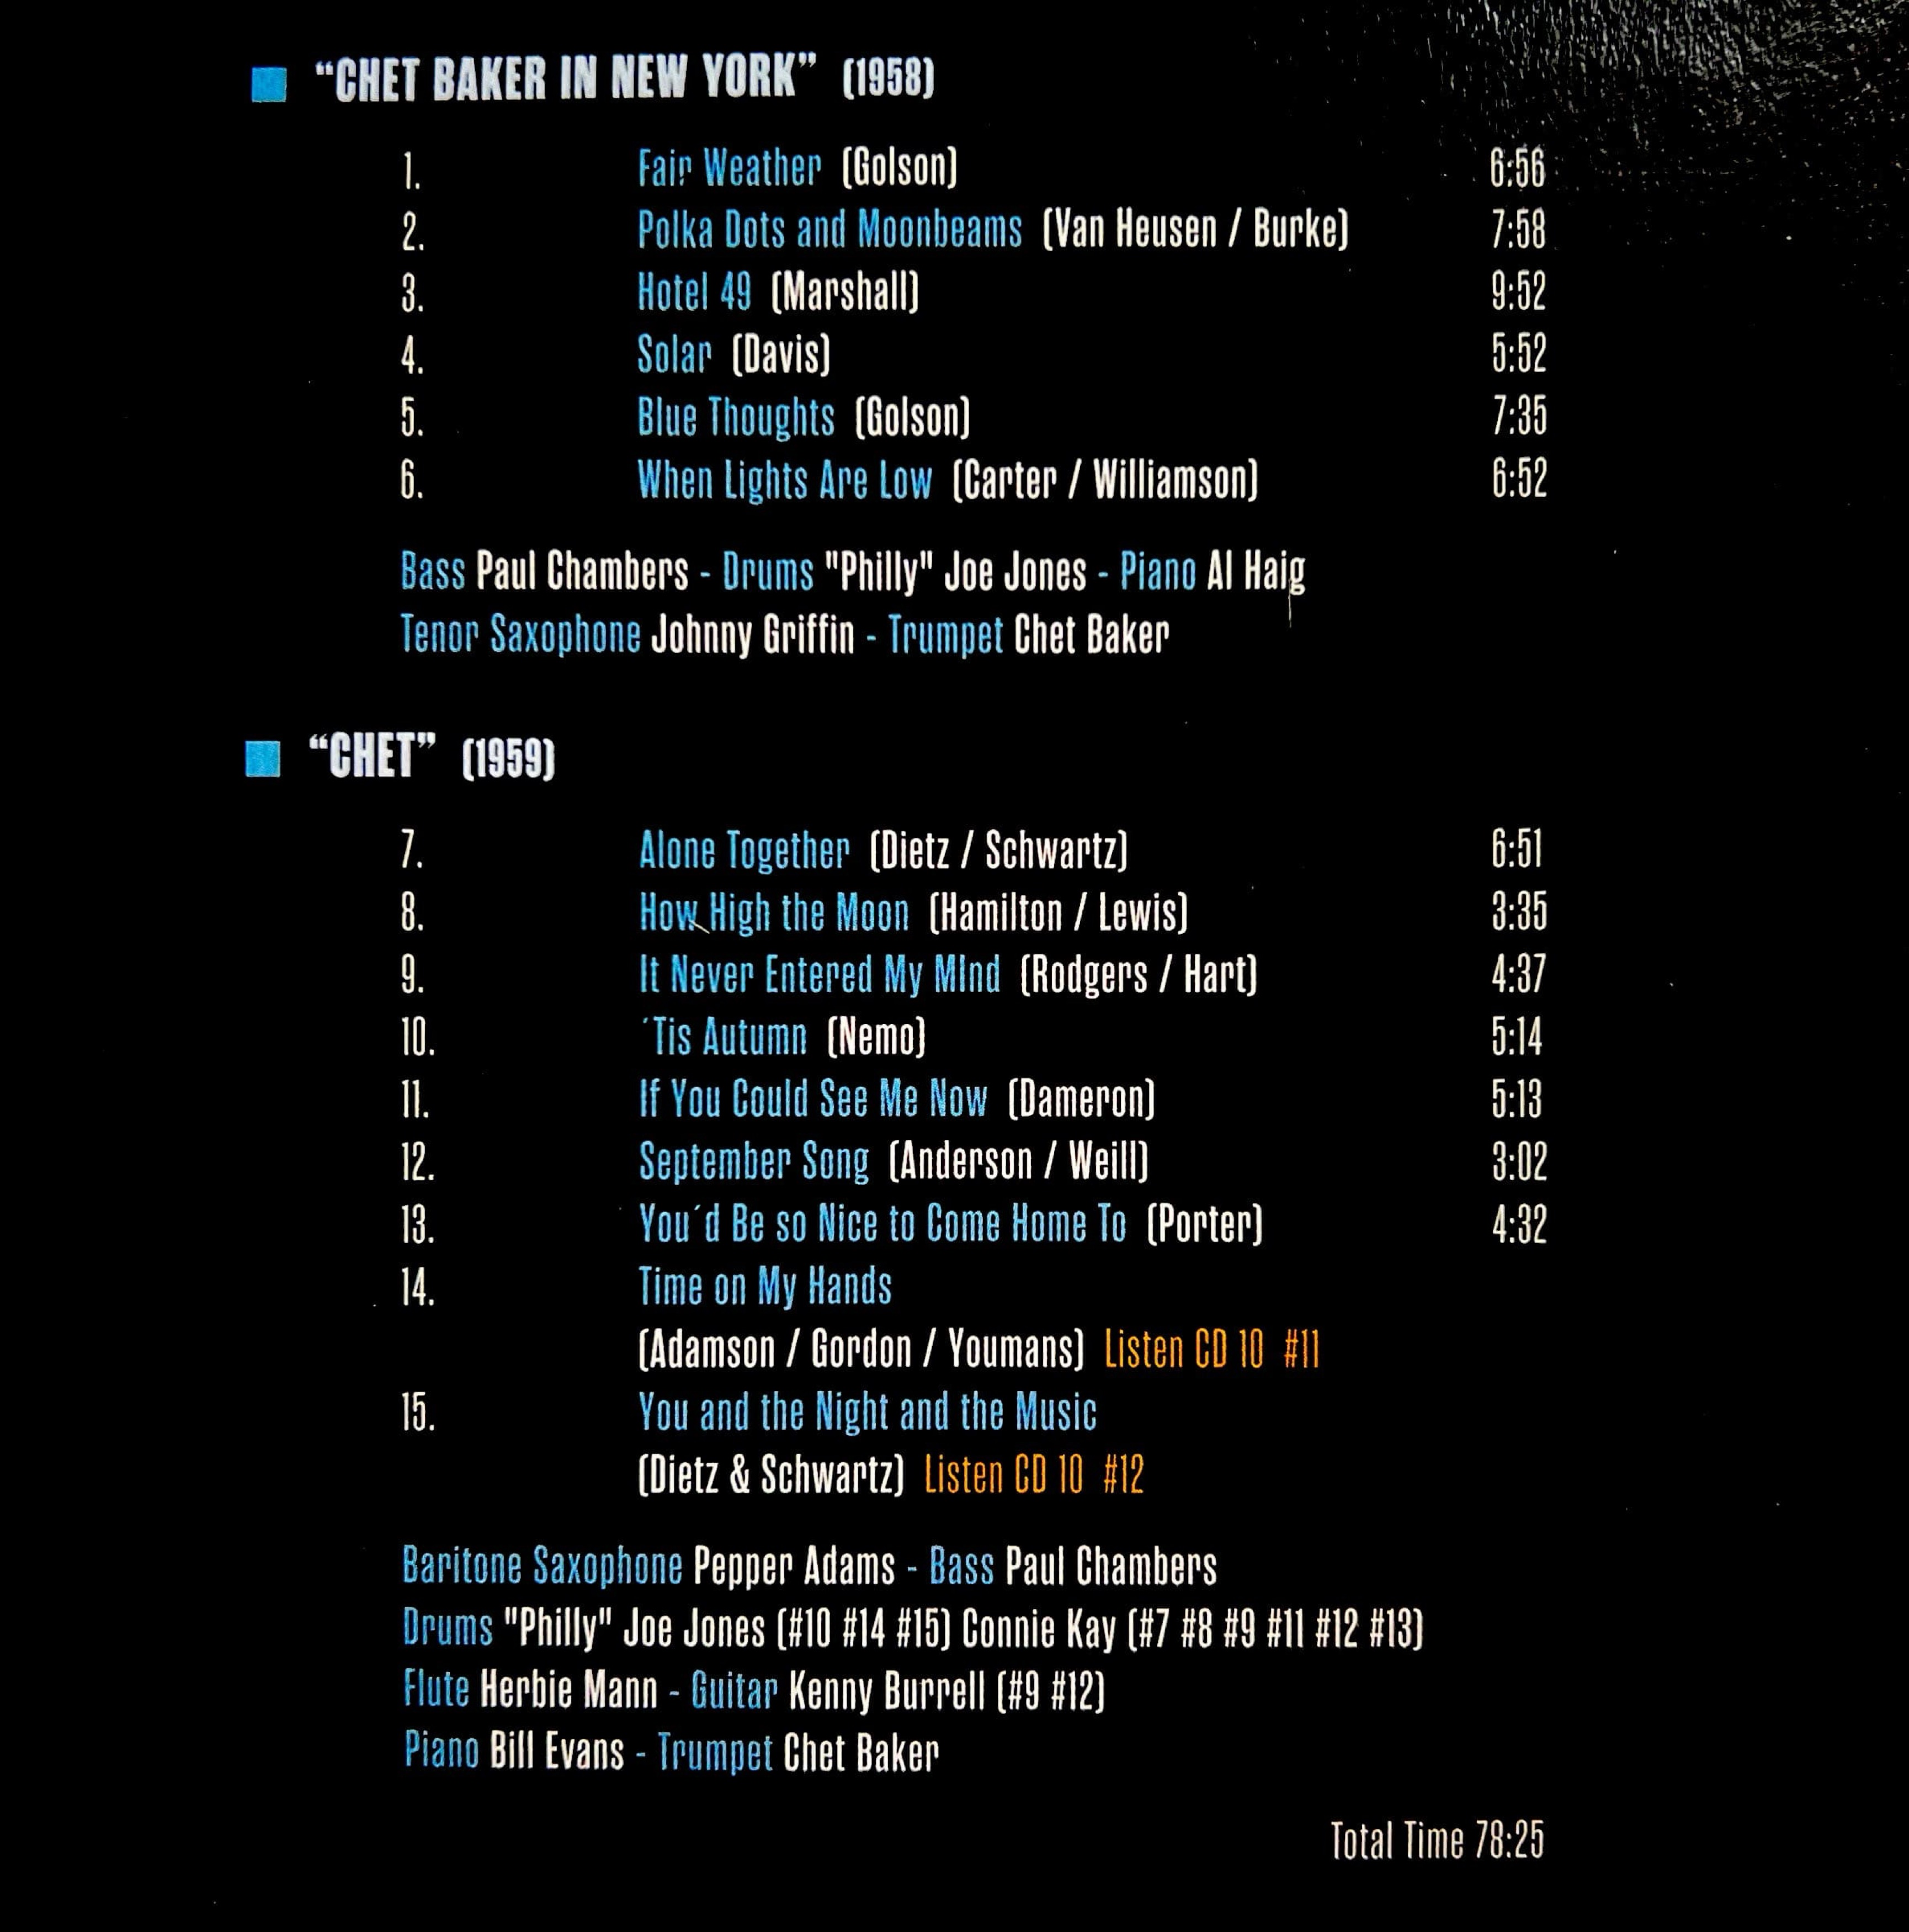 “CHET BAKER IN NEW YORK” (1958)
1. Fair Weather (Golson) 6:56
2. Polka Dots and Moonbeams (Van Heusen / Burke) 7:58
3. Hotel 49 (Marshall) 9:52
4. Solar (Davis) 5:52
5. Blue Thoughts (Golson) 7:35
6. When Lights Are Low (Carter / Williamson) 6:52
Bass Paul Chambers - Drums "Philly" Joe Jones - Piano Al Haig
Tenor Saxophone Johnny Griffin - Trumpet Chet Baker
“CHET” (1959)
7. Alone Together (Dietz / Schwartz) 6:51
8. How High the Moon (Hamilton / Lewis) 3:35
9. It Never Entered My MInd (Rodgers / Hart) 4:37
10. ´Tis Autumn (Nemo) 5:14
11. If You Could See Me Now (Dameron) 5:13
12. September Song (Anderson / Weill) 3:02
13. You´d Be so Nice to Come Home To (Porter) 4:32
14. Time on My Hands
(Adamson / Gordon / Youmans) Listen CD 10 #11
15. You and the Night and the Music
(Dietz & Schwartz) Listen CD 10 #12
Baritone Saxophone Pepper Adams - Bass Paul Chambers
Drums "Philly" Joe Jones (#10 #14 #15) Connie Kay (#7 #8 #9 #11 #12 #13)
Flute Herbie Mann - Guitar Kenny Burrell (#9 #12)
Piano Bill Evans - Trumpet Chet Baker
Total Time 78:25